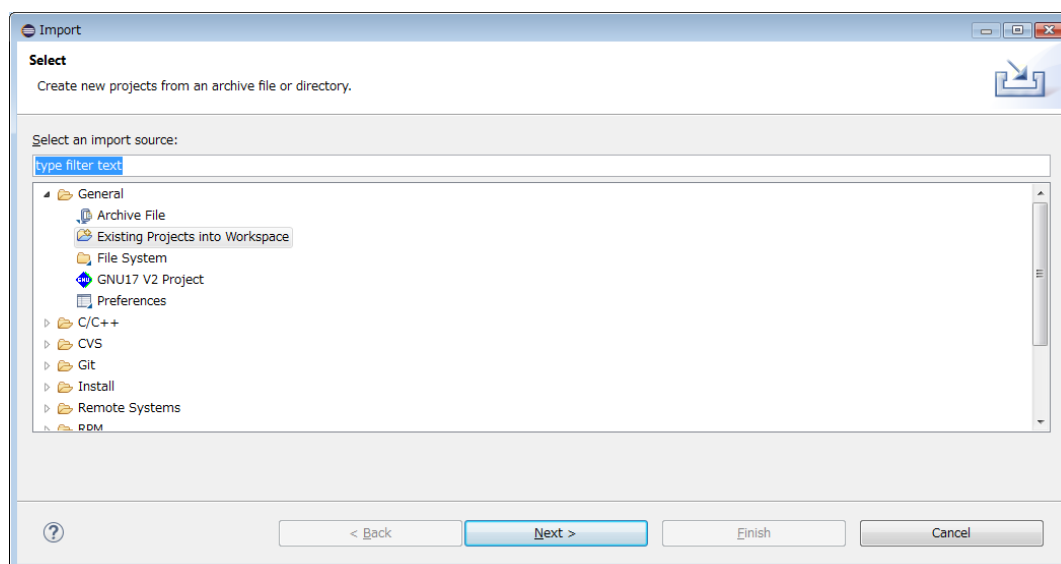 Import
Select
Create new projects from an archive file or directory.
Select an import source:
type filter text
General
Archive File
Existing Projects into Workspace
File System
GNU17 V2 Project
Preferences
C/C++
CVS
Git
Install
Remote Systems
RPM
< Back Next > Finish Cancel